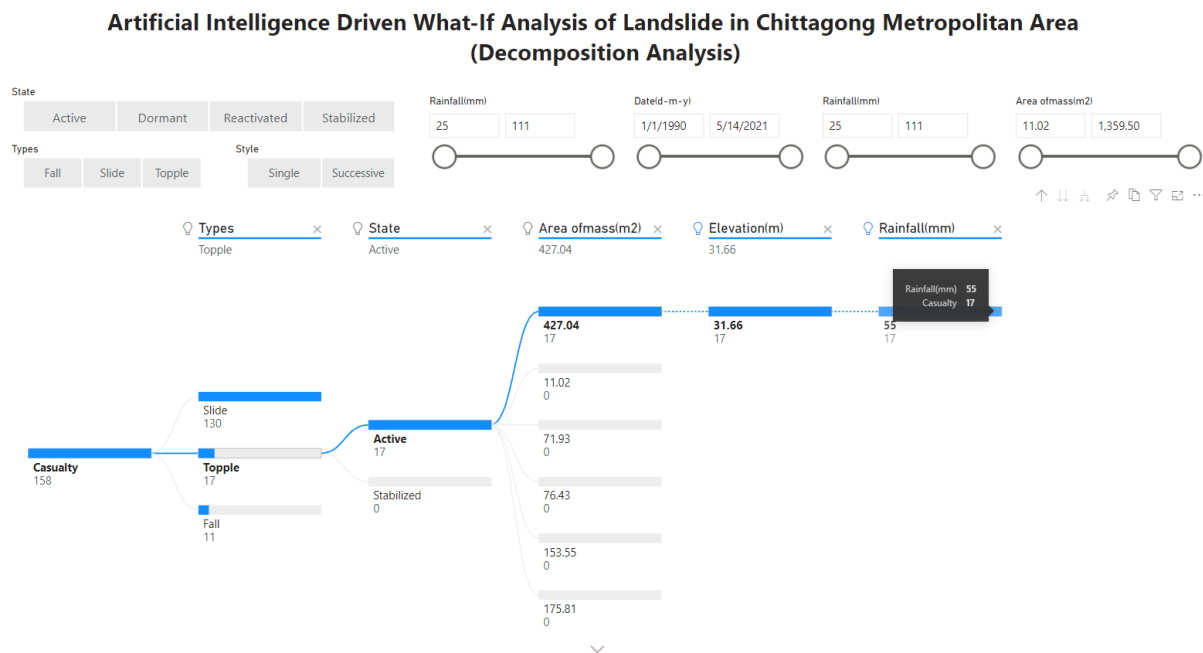 Artificial Intelligence Driven What-If Analysis of Landslide in Chittagong Metropolitan Area
(Decomposition Analysis)
State
Active Dormant Reactivated Stabilized
Types
Fall Slide Topple
Style
Single Successive
Rainfall(mm)
25 111
Date(d-m-y)
1/1/1990 5/14/2021
Rainfall(mm)
25 111
Area ofmass(m2)
11.02 1,359.50
Types
Topple
State
Active
Area ofmass(m2)
427.04
Elevation(m)
31.66
Rainfall(mm)
Rainfall(mm) 55
Casualty 17
Casualty
158
Slide
130
Topple
17
Fall
11
Active
17
Stabilized
0
427.04
17
11.02
0
71.93
0
76.43
0
153.55
0
175.81
0
31.66
17
55
17